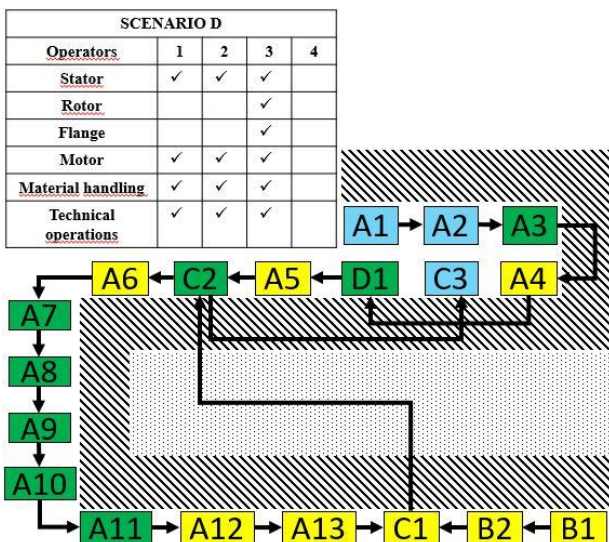 SCENARIO D
Operators 1 2 3 4
Stator ✓ ✓ ✓
Rotor ✓
Flange ✓
Motor ✓ ✓ ✓
Material handling ✓ ✓ ✓
Technical operations ✓ ✓ ✓
A1 A2 A3
A6 C2 A5 D1 C3 A4
A7
A8
A9
A10
A11 A12 A13 C1 B2 B1